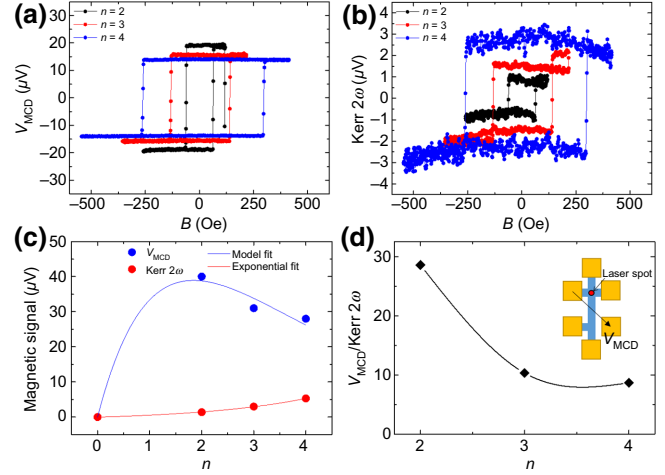 (a)
n = 2
n = 3
n = 4
30
20
10
0
−10
−20
−30
V_MCD (μV)
−500
−250
0
250
500
B (Oe)
(b)
n = 2
n = 3
n = 4
4
3
2
1
0
−1
−2
−3
−4
Kerr 2ω (μV)
−500
−250
0
250
500
B (Oe)
(c)
V_MCD
Model fit
Kerr 2ω
Exponential fit
50
40
30
20
10
0
Magnetic signal (μV)
0
1
2
3
4
n
(d)
Laser spot
V_MCD
30
20
10
0
V_MCD/Kerr 2ω
2
3
4
n